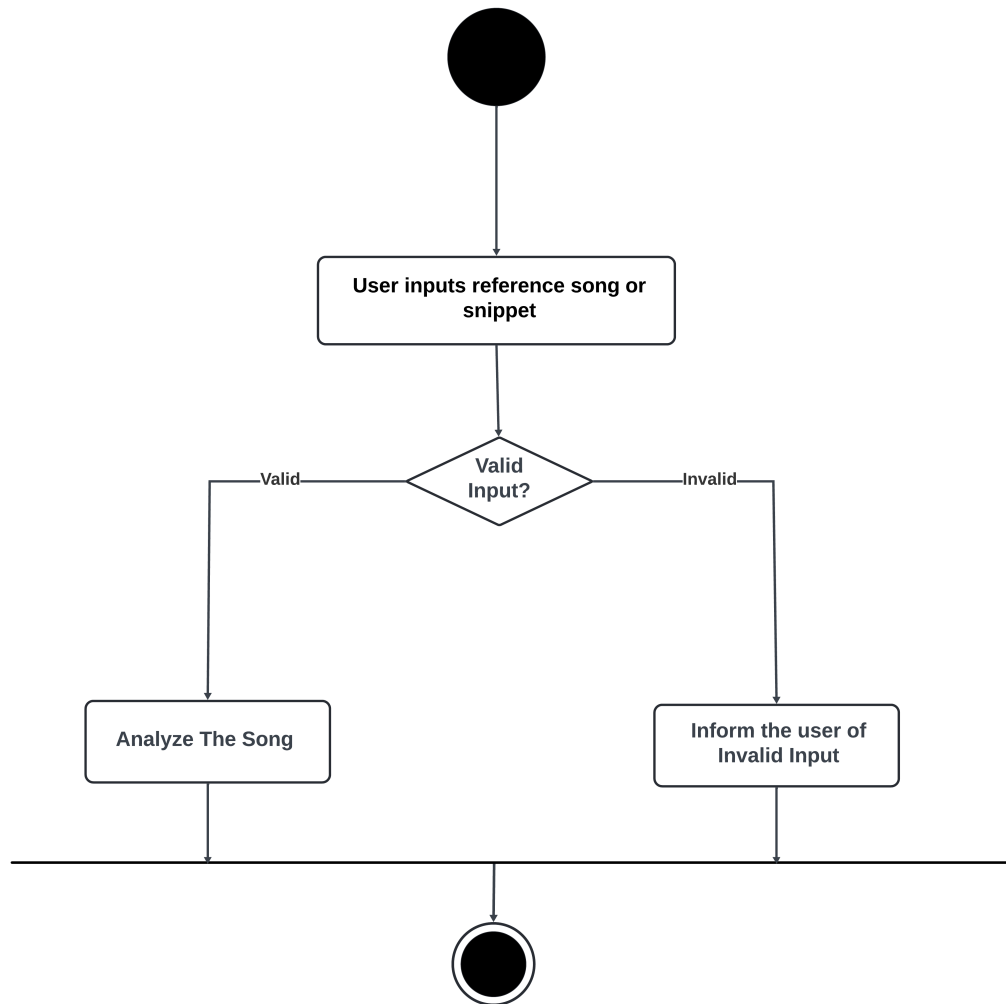 User inputs reference song or
snippet
Valid
Input?
Valid
Invalid
Analyze The Song
Inform the user of
Invalid Input